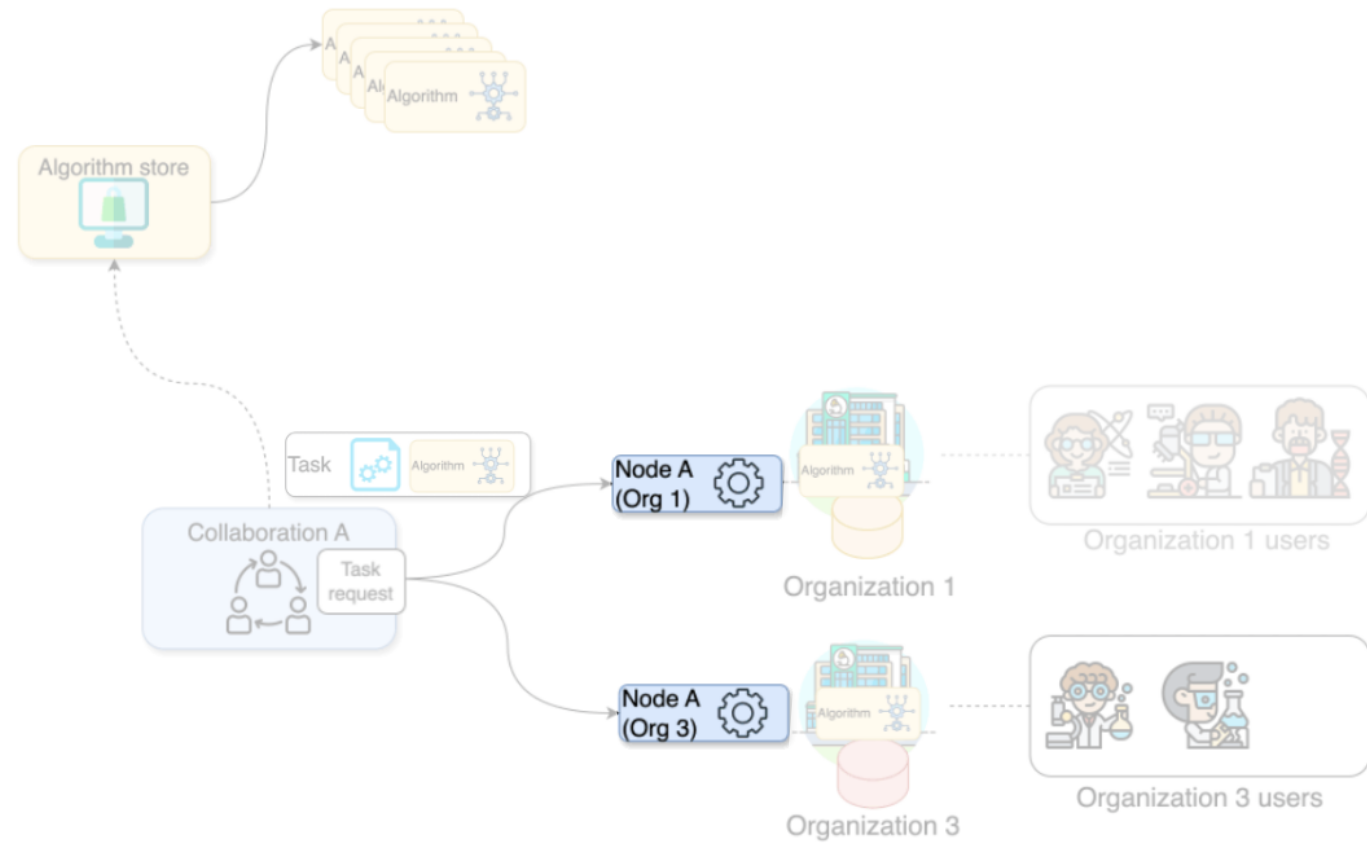 A
A
A
Al
Algorithm
Algorithm store
Task
Algorithm
Node A
(Org 1)
Algorithm
Organization 1
Organization 1 users
Collaboration A
Task
request
Node A
(Org 3)
Algorithm
Organization 3
Organization 3 users